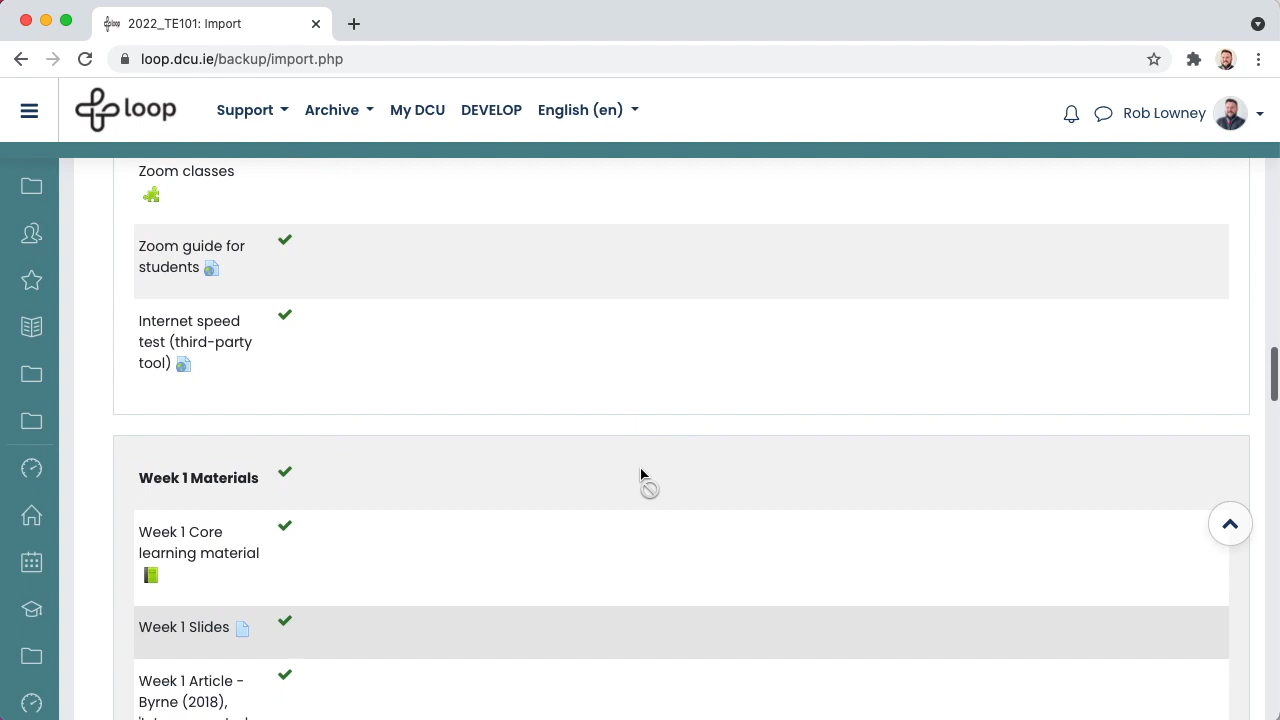 2022_TE101: Import
loop.dcu.ie/backup/import.php
loop
Support
Archive
My DCU
DEVELOP
English (en)
Rob Lowney
Zoom classes
Zoom guide for
students
Internet speed
test (third-party
tool)
Week 1 Materials
Week 1 Core
learning material
Week 1 Slides
Week 1 Article -
Byrne (2018),